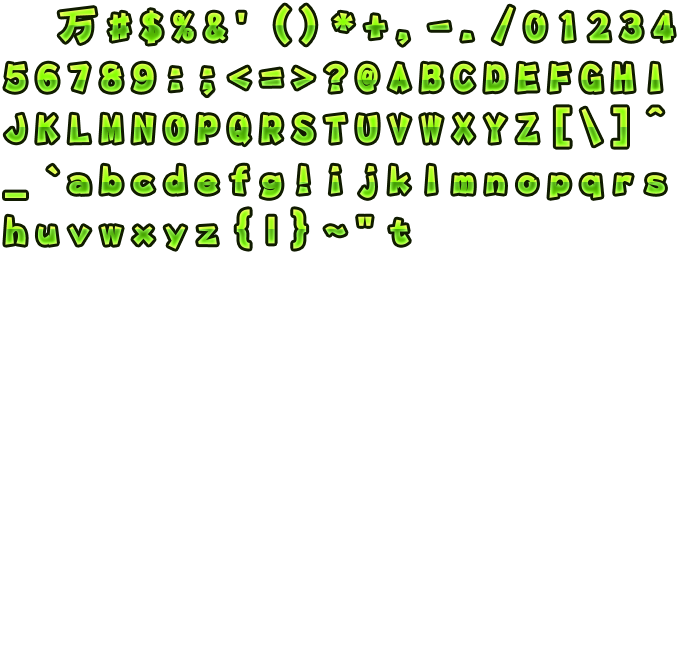 万#$%&'()*+,-./01234
56789:;<=>?@ABCDEFGHI
JKLMNOPQRSTUVWXYZ[\]^
_`abcdefg!ijklmnopqrs
huvwxyz{|}~"t